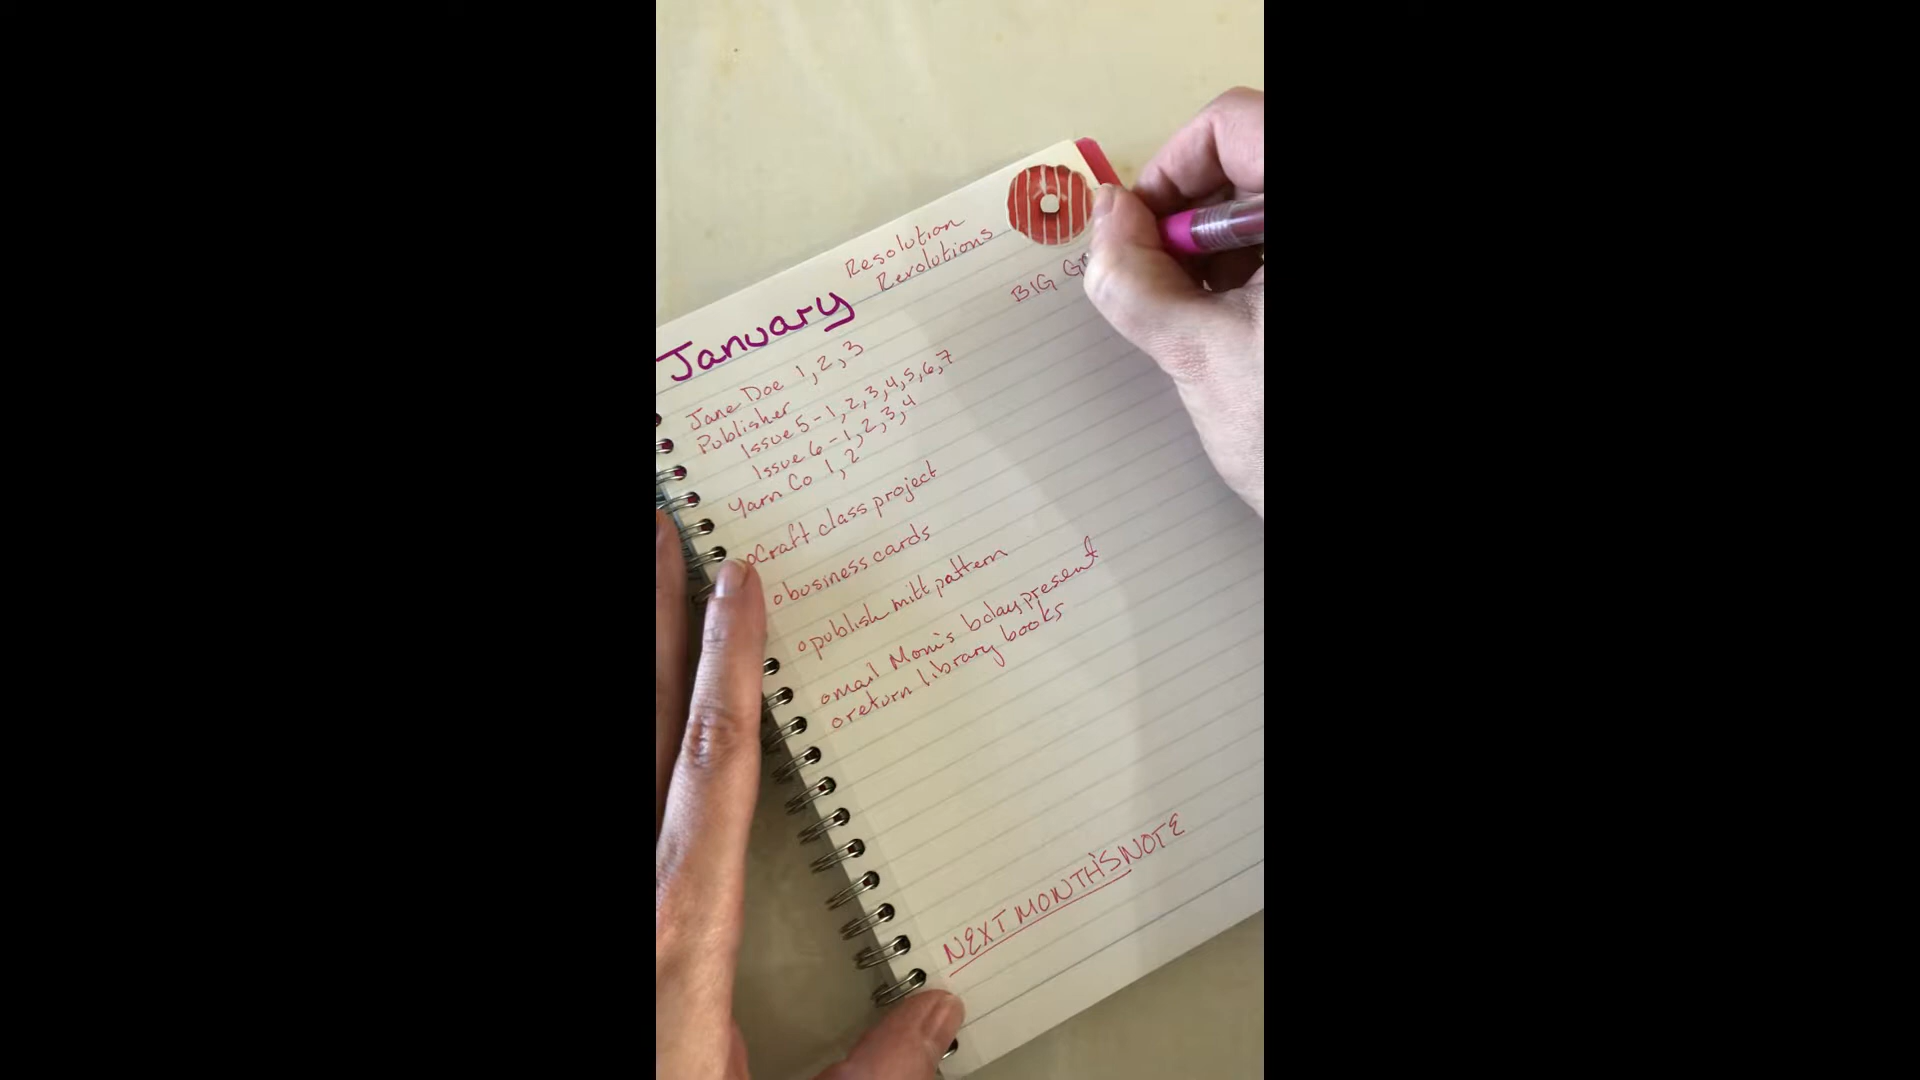 Resolution
Revolutions
January
BIG
Jane Doe 1, 2, 3
Publisher
Issue 5 - 1, 2, 3, 4, 5, 6, 7
Issue 6 - 1, 2, 3, 4
Yarn Co 1, 2
o Craft class project
o business cards
o publish mitt pattern
o mail Mom's bday present
o return library books
NEXT MONTH'S NOTE